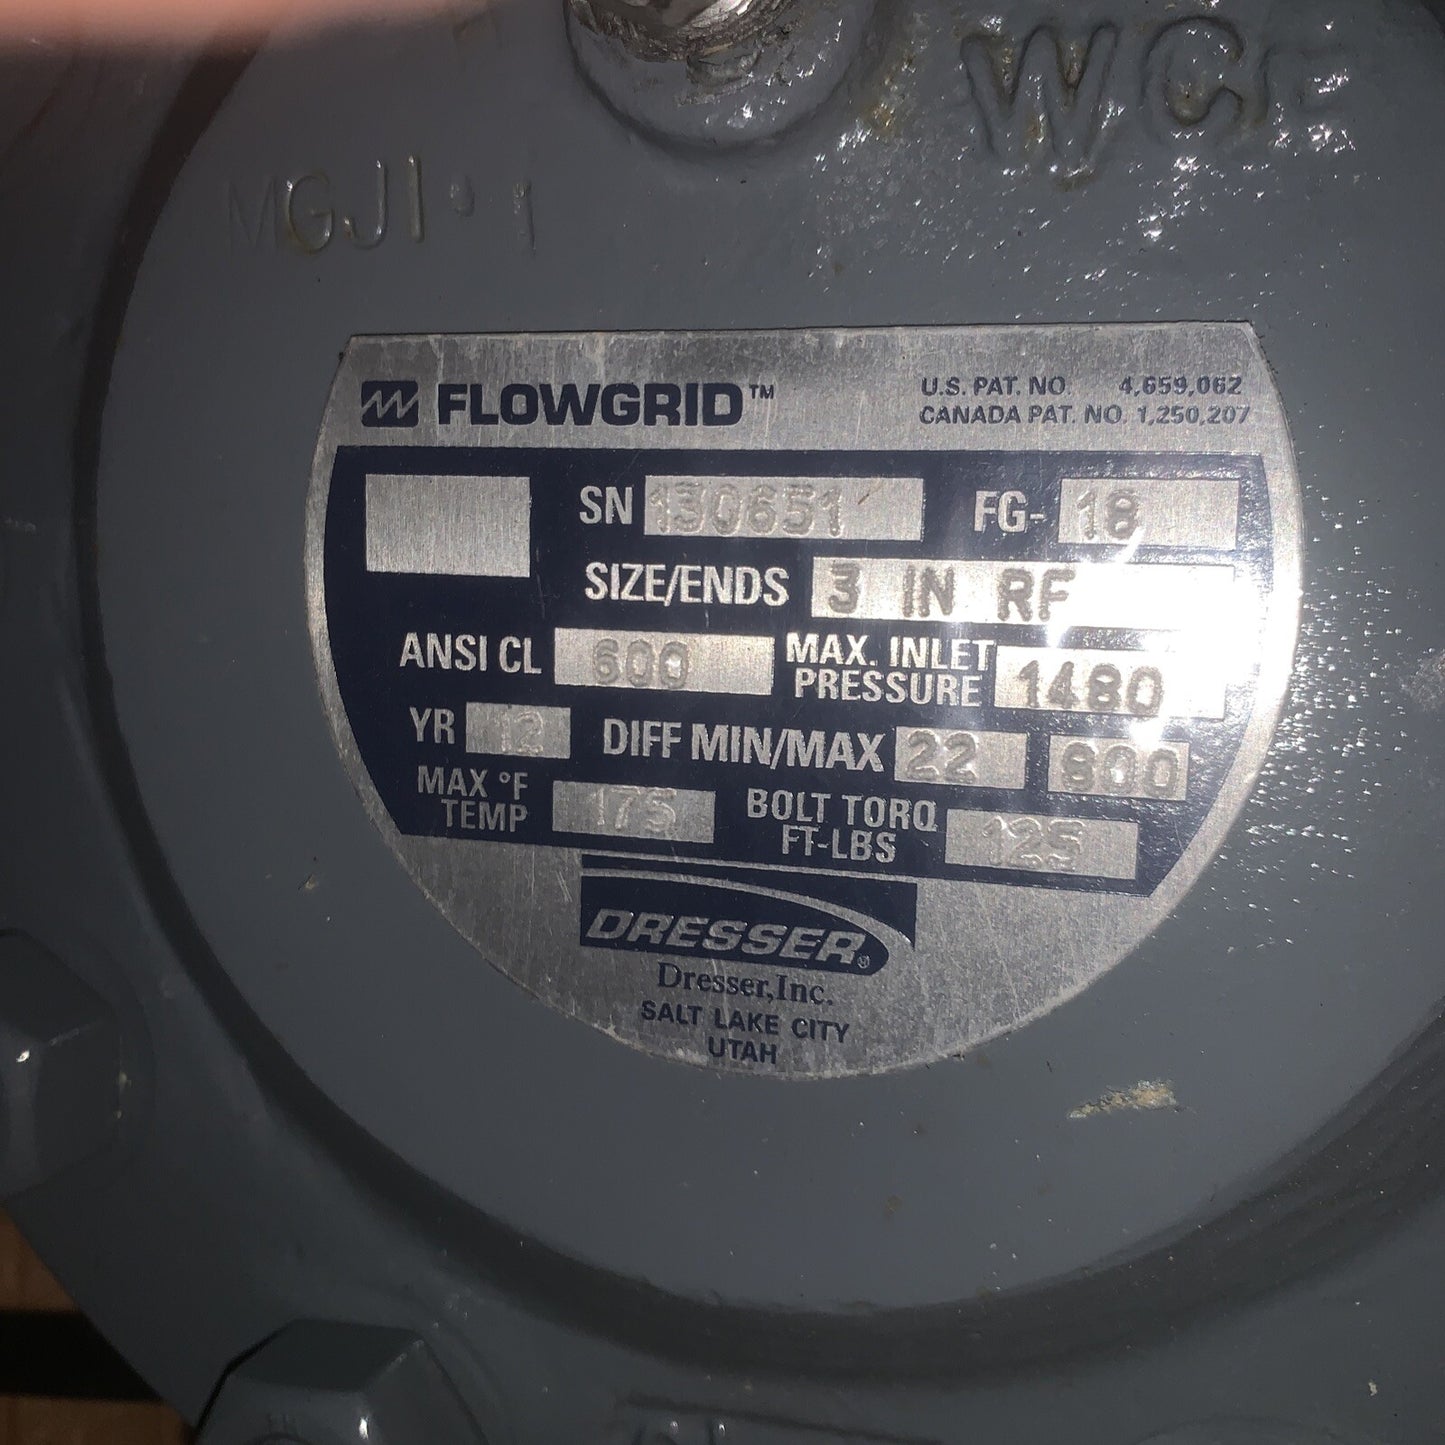 WCF
MGJ1-1
FLOWGRID™
U.S. PAT. NO. 4,659,062
CANADA PAT. NO. 1,250,207
SN 130651 FG- 18
SIZE/ENDS 3 IN RF
ANSI CL 600 MAX. INLET PRESSURE 1480
YR 12 DIFF MIN/MAX 22 800
MAX °F TEMP 175 BOLT TORQ FT-LBS 125
DRESSER®
Dresser, Inc.
SALT LAKE CITY
UTAH